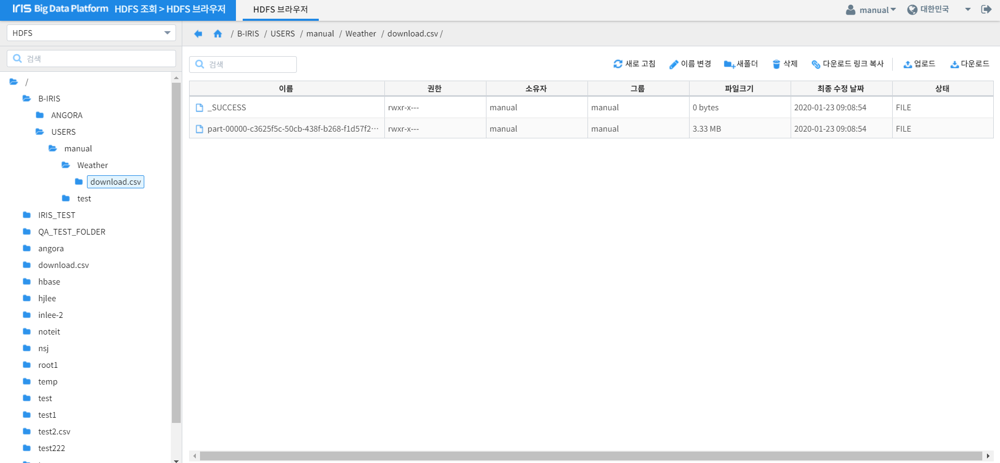 IRIS Big Data Platform HDFS 조회 > HDFS 브라우저
HDFS 브라우저
manual
대한민국
HDFS
/ B-IRIS / USERS / manual / Weather / download.csv /
검색
검색
새로 고침
이름 변경
새폴더
삭제
다운로드 링크 복사
업로드
다운로드
/
B-IRIS
ANGORA
USERS
manual
Weather
download.csv
test
IRIS_TEST
QA_TEST_FOLDER
angora
download.csv
hbase
hjlee
inlee-2
noteit
nsj
root1
temp
test
test1
test2.csv
test222
이름 권한 소유자 그룹 파일크기 최종 수정 날짜 상태
_SUCCESS rwxr-x--- manual manual 0 bytes 2020-01-23 09:08:54 FILE
part-00000-c3625f5c-50cb-438f-b268-f1d57f2··· rwxr-x--- manual manual 3.33 MB 2020-01-23 09:08:54 FILE